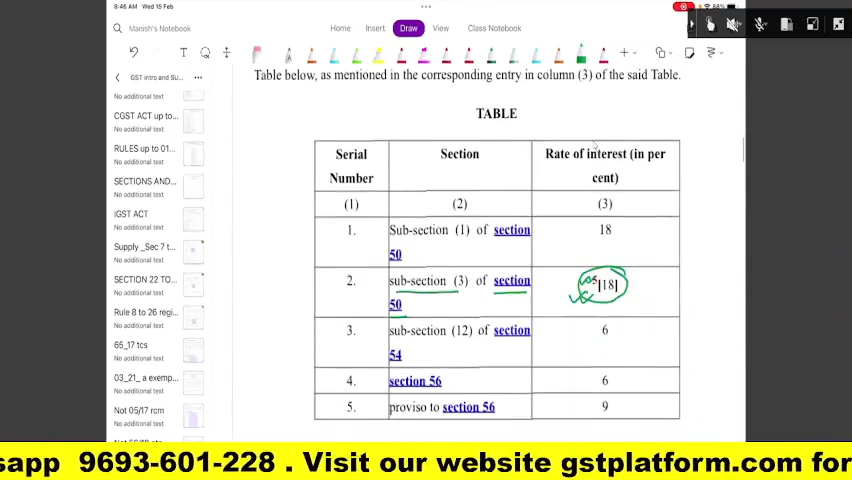 8:46 AM Wed 15 Feb
88%
Manish's Notebook
Home Insert Draw View Class Notebook
GST intro and SU...
No additional text
CGST ACT up to...
No additional text
RULES up to 01...
No additional text
SECTIONS AND...
No additional text
IGST ACT
No additional text
Supply _Sec 7 t...
No additional text
SECTION 22 TO...
No additional text
Rule 8 to 26 regi...
No additional text
65_17 tcs
No additional text
03_21_ a exemp...
No additional text
Not 05/17 rcm
No additional text
Table below, as mentioned in the corresponding entry in column (3) of the said Table.
TABLE
Serial Number Section Rate of interest (in per cent)
(1) (2) (3)
1. Sub-section (1) of section 50 18
2. sub-section (3) of section 50 5[18]
3. sub-section (12) of section 54 6
4. section 56 6
5. proviso to section 56 9
sapp 9693-601-228 . Visit our website gstplatform.com for